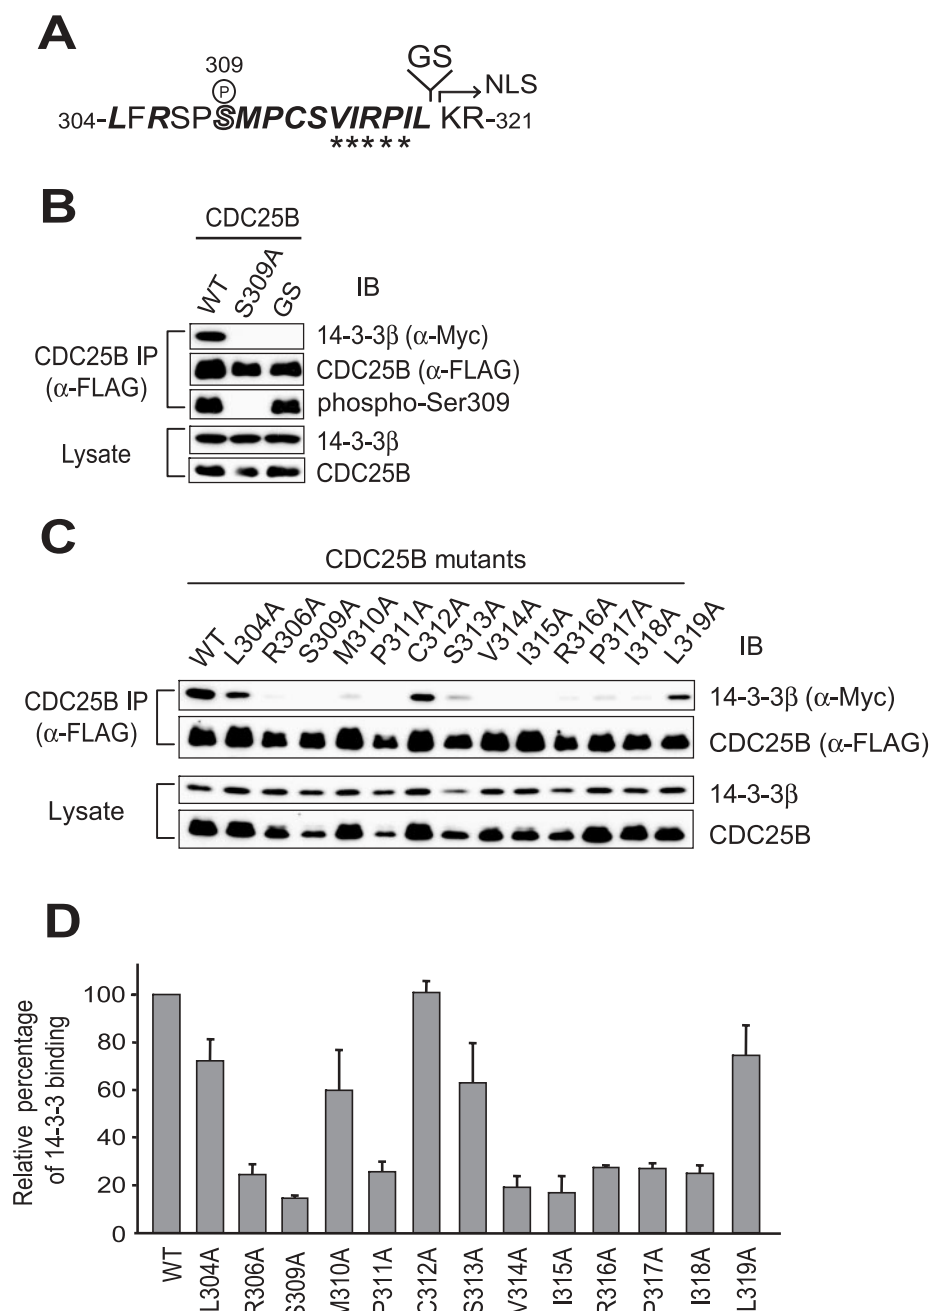 A
GS
309
P
NLS
304-LFRSPSMPCSVIRPIL KR-321
*****
B
CDC25B
WT
S309A
GS
IB
CDC25B IP
(α-FLAG)
14-3-3β (α-Myc)
CDC25B (α-FLAG)
phospho-Ser309
Lysate
14-3-3β
CDC25B
C
CDC25B mutants
WT
L304A
R306A
S309A
M310A
P311A
C312A
S313A
V314A
I315A
R316A
P317A
I318A
L319A
IB
CDC25B IP
(α-FLAG)
14-3-3β (α-Myc)
CDC25B (α-FLAG)
Lysate
14-3-3β
CDC25B
D
Relative percentage
of 14-3-3 binding
100
80
60
40
20
0
WT
L304A
R306A
S309A
M310A
P311A
C312A
S313A
V314A
I315A
R316A
P317A
I318A
L319A